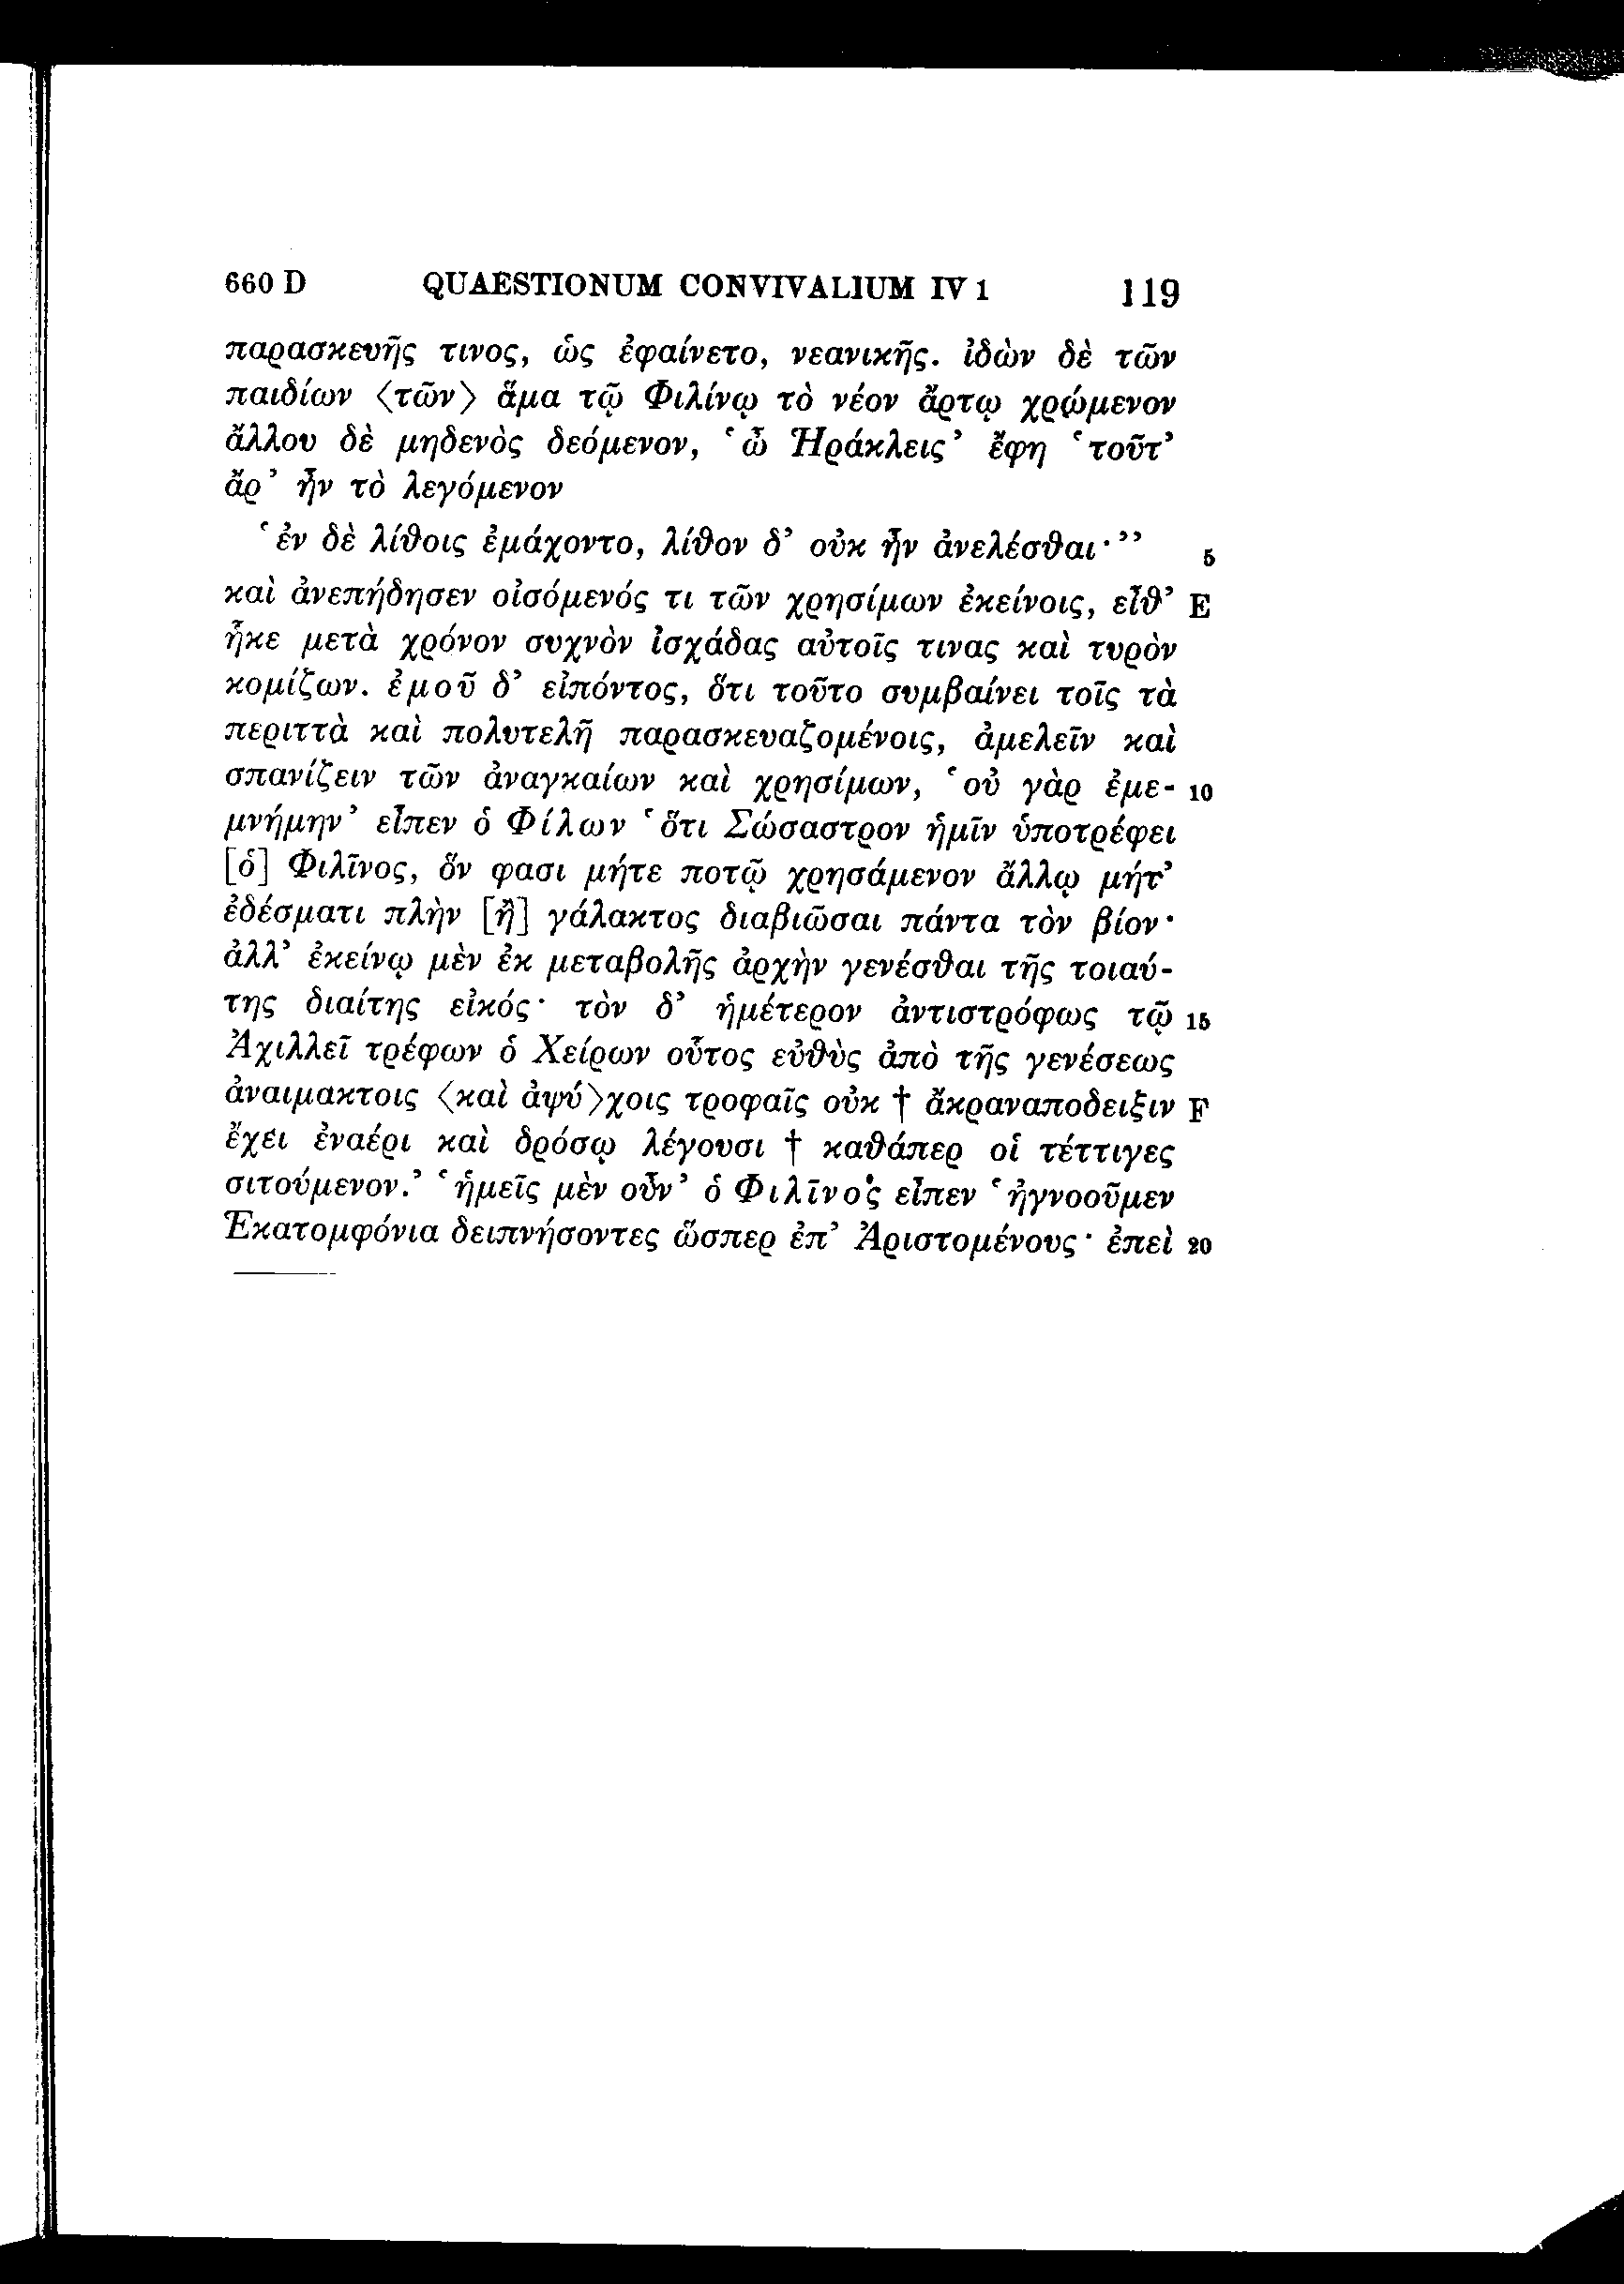 660 D QUAESTIONUM CONVIVALIUM IV 1 119
παρασκευῆς τινος, ὡς ἐφαίνετο, νεανικῆς. ἰδὼν δὲ τῶν
παιδίων ⟨τῶν⟩ ἅμα τῷ Φιλίνῳ τὸ νέον ἄρτῳ χρώμενον
ἄλλου δὲ μηδενὸς δεόμενον, ‘ὦ Ἡράκλεις’ ἔφη ‘τοῦτ’
ἄρ’ ἦν τὸ λεγόμενον
‘ἐν δὲ λίθοις ἐμάχοντο, λίθον δ’ οὐκ ἦν ἀνελέσθαι·’’ 5
καὶ ἀνεπήδησεν οἰσόμενός τι τῶν χρησίμων ἐκείνοις, εἶθ’ E
ἧκε μετὰ χρόνον συχνὸν ἰσχάδας αὐτοῖς τινας καὶ τυρὸν
κομίζων. ἐμοῦ δ’ εἰπόντος, ὅτι τοῦτο συμβαίνει τοῖς τὰ
περιττὰ καὶ πολυτελῆ παρασκευαζομένοις, ἀμελεῖν καὶ
σπανίζειν τῶν ἀναγκαίων καὶ χρησίμων, ‘οὐ γὰρ ἐμε- 10
μνήμην’ εἶπεν ὁ Φίλων ‘ὅτι Σώσαστρον ἡμῖν ὑποτρέφει
[ὁ] Φιλῖνος, ὅν φασι μήτε ποτῷ χρησάμενον ἄλλῳ μήτ’
ἐδέσματι πλὴν [ἢ] γάλακτος διαβιῶσαι πάντα τὸν βίον·
ἀλλ’ ἐκείνῳ μὲν ἐκ μεταβολῆς ἀρχὴν γενέσθαι τῆς τοιαύ-
της διαίτης εἰκός· τὸν δ’ ἡμέτερον ἀντιστρόφως τῷ 15
Ἀχιλλεῖ τρέφων ὁ Χείρων οὗτος εὐθὺς ἀπὸ τῆς γενέσεως
ἀναιμακτοις ⟨καὶ ἀψύ⟩χοις τροφαῖς οὐκ † ἄκραναποδειξιν F
ἔχει ἐναέρι καὶ δρόσῳ λέγουσι † καθάπερ οἱ τέττιγες
σιτούμενον.’ ‘ἡμεῖς μὲν οὖν’ ὁ Φιλῖνος εἶπεν ‘ἠγνοοῦμεν
Ἑκατομφόνια δειπνήσοντες ὥσπερ ἐπ’ Ἀριστομένους· ἐπεὶ 20